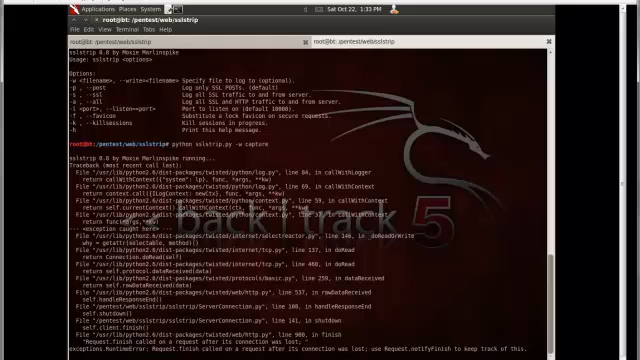 Applications Places System
Sat Oct 22, 1:33 PM
root@bt: /pentest/web/sslstrip
File Edit View Terminal Tabs Help
root@bt: /pentest/web/sslstrip
root@bt: /pentest/web/sslstrip
sslstrip 0.8 by Moxie Marlinspike
Usage: sslstrip <options>
Options:
-w <filename>, --write=<filename> Specify file to log to (optional).
-p , --post Log only SSL POSTs. (default)
-s , --ssl Log all SSL traffic to and from server.
-a , --all Log all SSL and HTTP traffic to and from server.
-l <port>, --listen=<port> Port to listen on (default 10000).
-f , --favicon Substitute a lock favicon on secure requests.
-k , --killsessions Kill sessions in progress.
-h Print this help message.
root@bt:/pentest/web/sslstrip# python sslstrip.py -w capture
sslstrip 0.8 by Moxie Marlinspike running...
Traceback (most recent call last):
File "/usr/lib/python2.6/dist-packages/twisted/python/log.py", line 84, in callWithLogger
return callWithContext({"system": lp}, func, *args, **kw)
File "/usr/lib/python2.6/dist-packages/twisted/python/log.py", line 69, in callWithContext
return context.call({ILogContext: newCtx}, func, *args, **kw)
File "/usr/lib/python2.6/dist-packages/twisted/python/context.py", line 59, in callWithContext
return self.currentContext().callWithContext(ctx, func, *args, **kw)
File "/usr/lib/python2.6/dist-packages/twisted/python/context.py", line 37, in callWithContext
return func(*args, **kw)
--- <exception caught here> ---
File "/usr/lib/python2.6/dist-packages/twisted/internet/selectreactor.py", line 146, in _doReadOrWrite
why = getattr(selectable, method)()
File "/usr/lib/python2.6/dist-packages/twisted/internet/tcp.py", line 137, in doRead
return Connection.doRead(self)
File "/usr/lib/python2.6/dist-packages/twisted/internet/tcp.py", line 460, in doRead
return self.protocol.dataReceived(data)
File "/usr/lib/python2.6/dist-packages/twisted/protocols/basic.py", line 259, in dataReceived
return self.rawDataReceived(data)
File "/usr/lib/python2.6/dist-packages/twisted/web/http.py", line 537, in rawDataReceived
self.handleResponseEnd()
File "/pentest/web/sslstrip/sslstrip/ServerConnection.py", line 108, in handleResponseEnd
self.shutdown()
File "/pentest/web/sslstrip/sslstrip/ServerConnection.py", line 141, in shutdown
self.client.finish()
File "/usr/lib/python2.6/dist-packages/twisted/web/http.py", line 900, in finish
"Request.finish called on a request after its connection was lost; "
exceptions.RuntimeError: Request.finish called on a request after its connection was lost; use Request.notifyFinish to keep track of this.
<< back | track 5